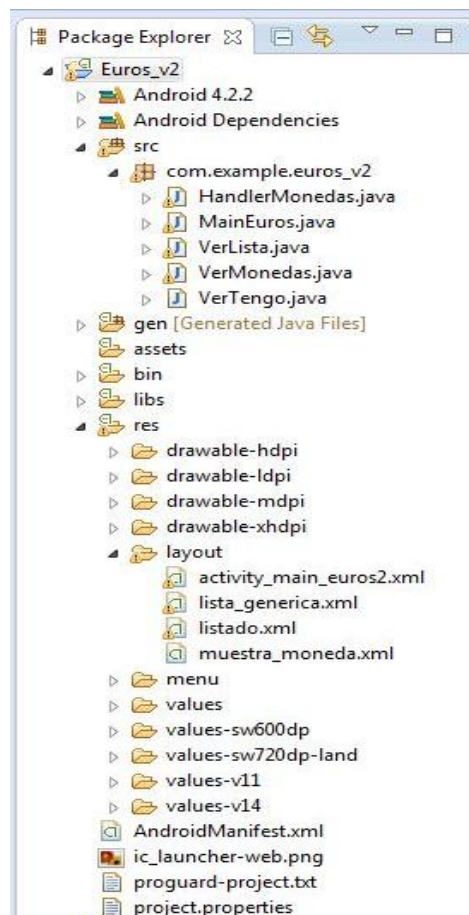 Package Explorer
Euros_v2
Android 4.2.2
Android Dependencies
src
com.example.euros_v2
HandlerMonedas.java
MainEuros.java
VerLista.java
VerMonedas.java
VerTengo.java
gen [Generated Java Files]
assets
bin
libs
res
drawable-hdpi
drawable-ldpi
drawable-mdpi
drawable-xhdpi
layout
activity_main_euros2.xml
lista_generica.xml
listado.xml
muestra_moneda.xml
menu
values
values-sw600dp
values-sw720dp-land
values-v11
values-v14
AndroidManifest.xml
ic_launcher-web.png
proguard-project.txt
project.properties